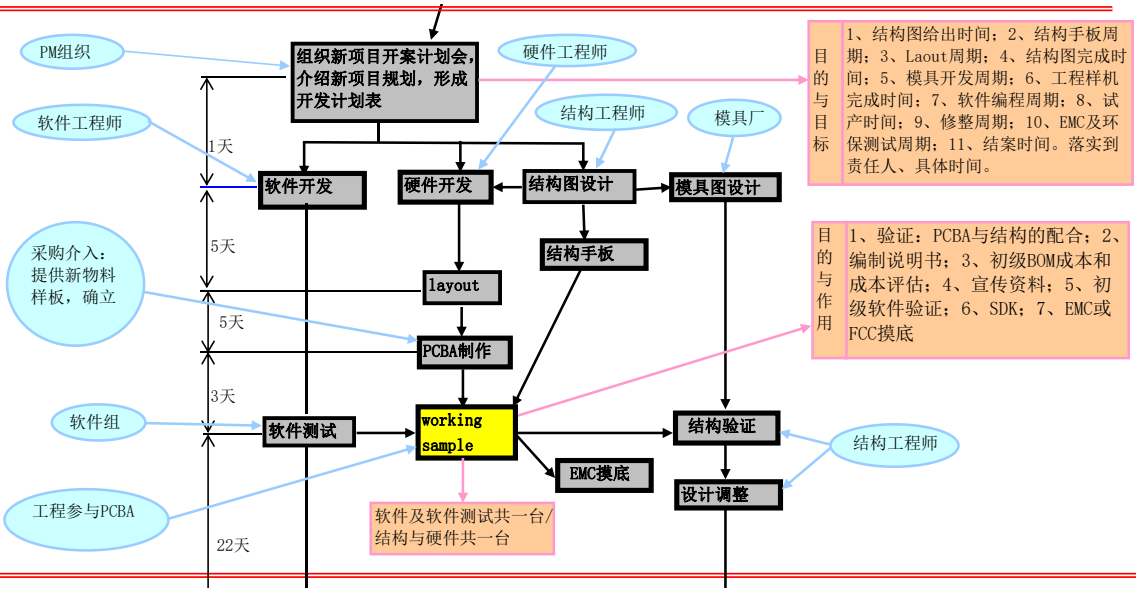 PM组织
组织新项目开案计划会，
介绍新项目规划，形成
开发计划表
硬件工程师
目的与目标
1、结构图给出时间；2、结构手板周
期；3、Laout周期；4、结构图完成时
间；5、模具开发周期；6、工程样机
完成时间；7、软件编程周期；8、试
产时间；9、修整周期；10、EMC及环
保测试周期；11、结案时间。落实到
责任人、具体时间。
软件工程师
结构工程师
模具厂
1天
软件开发
硬件开发
结构图设计
模具图设计
5天
采购介入：
提供新物料
样板，确立
结构手板
目的与作用
1、验证：PCBA与结构的配合；2、
编制说明书；3、初级BOM成本和
成本评估；4、宣传资料；5、初
级软件验证；6、SDK；7、EMC或
FCC摸底
layout
5天
PCBA制作
3天
软件组
软件测试
working
sample
结构验证
结构工程师
EMC摸底
设计调整
工程参与PCBA
软件及软件测试共一台/
结构与硬件共一台
22天